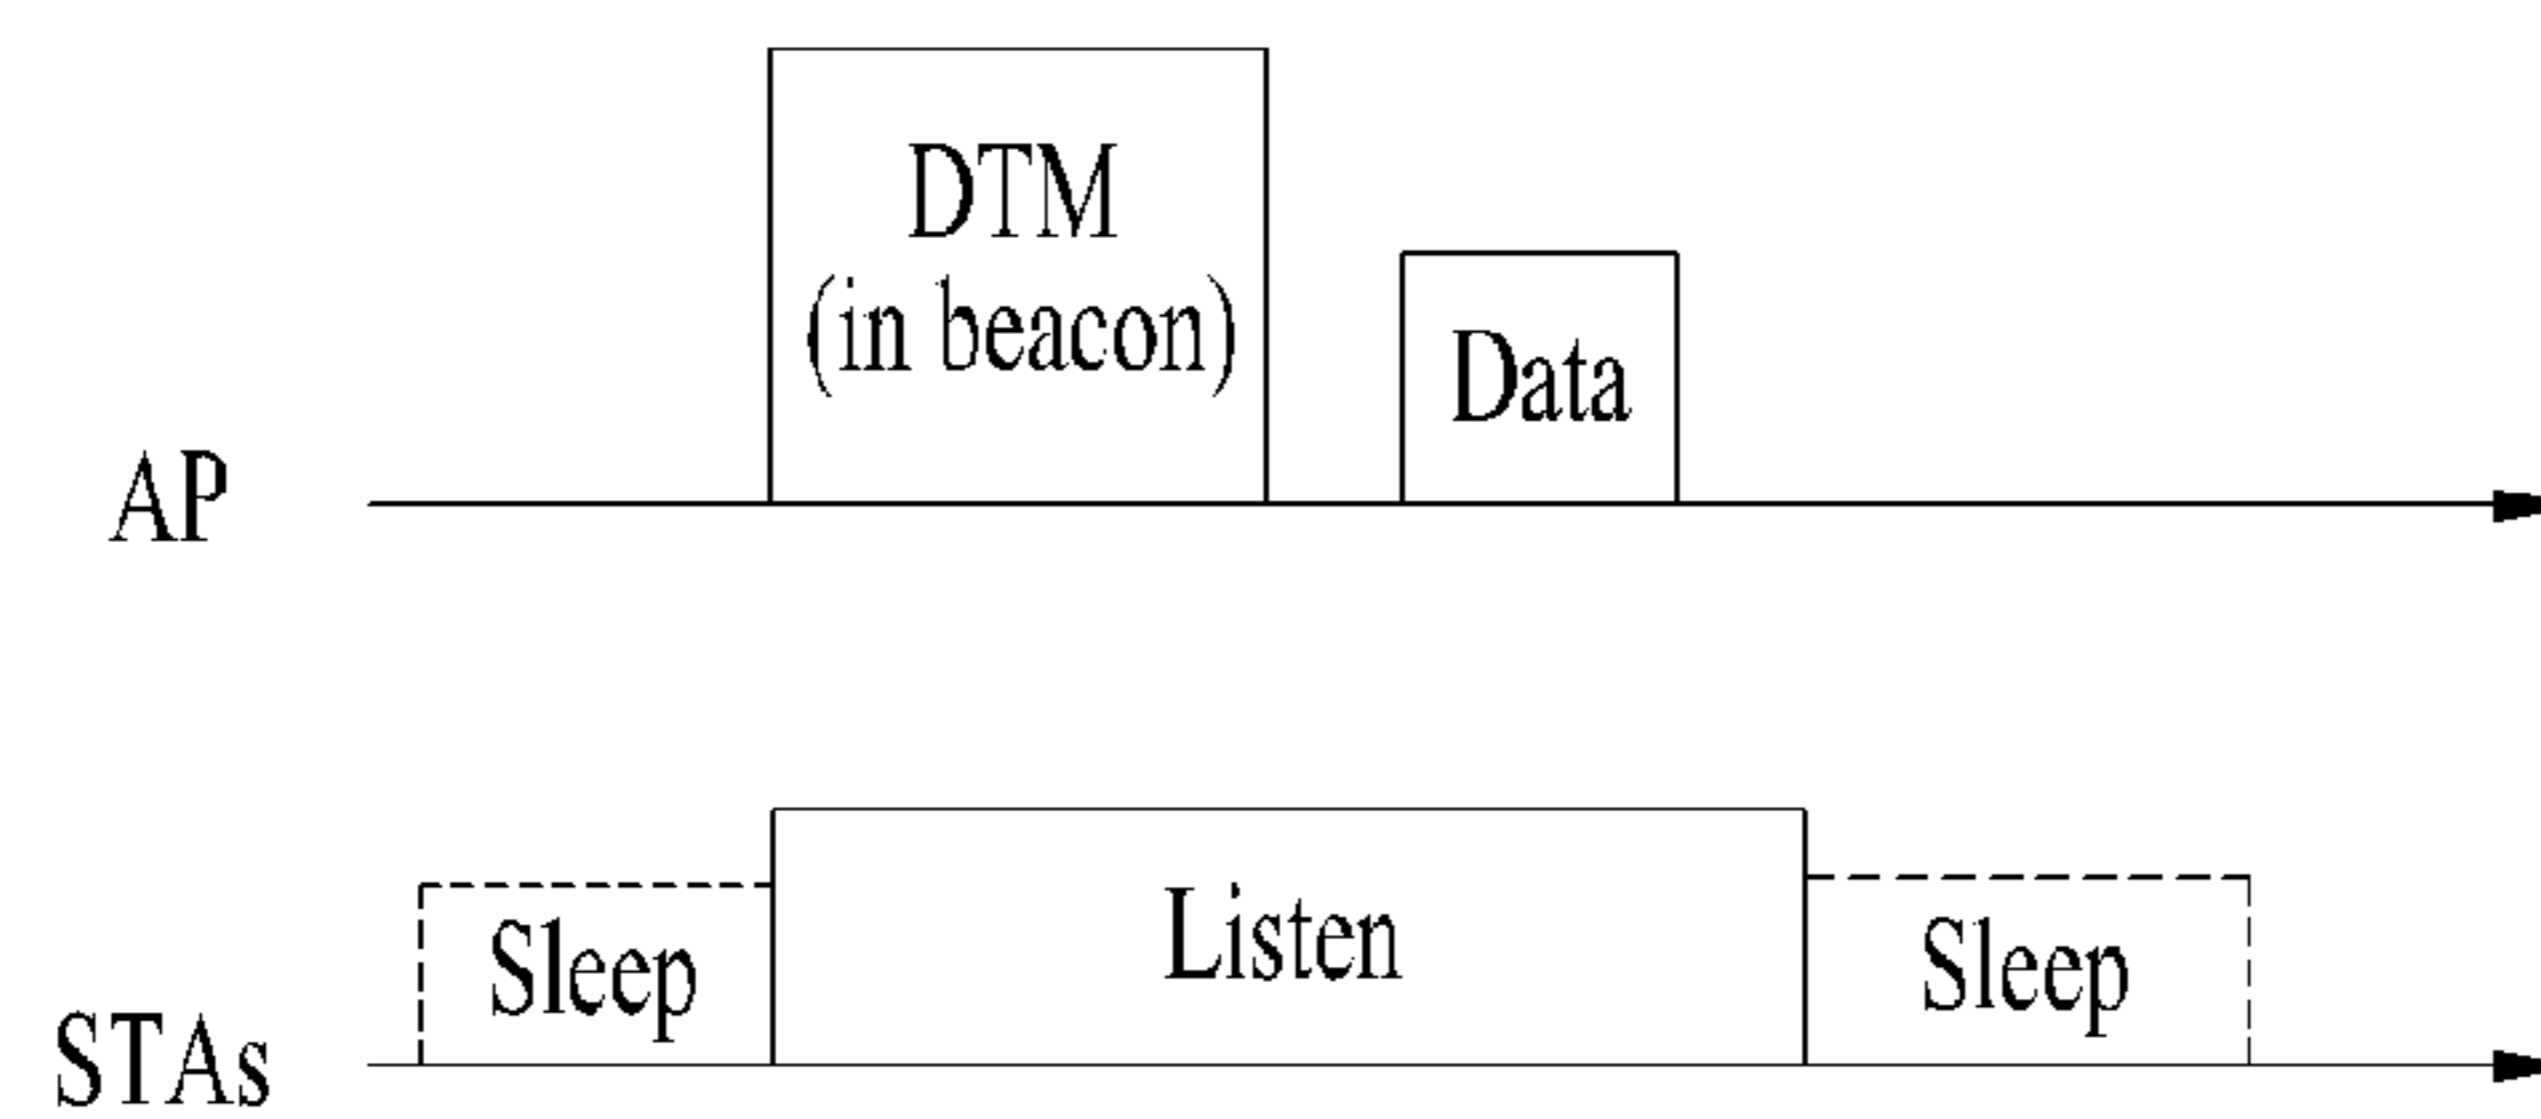 DTM
(in beacon)
Data
AP
Listen
Sleep
Sleep
STAs